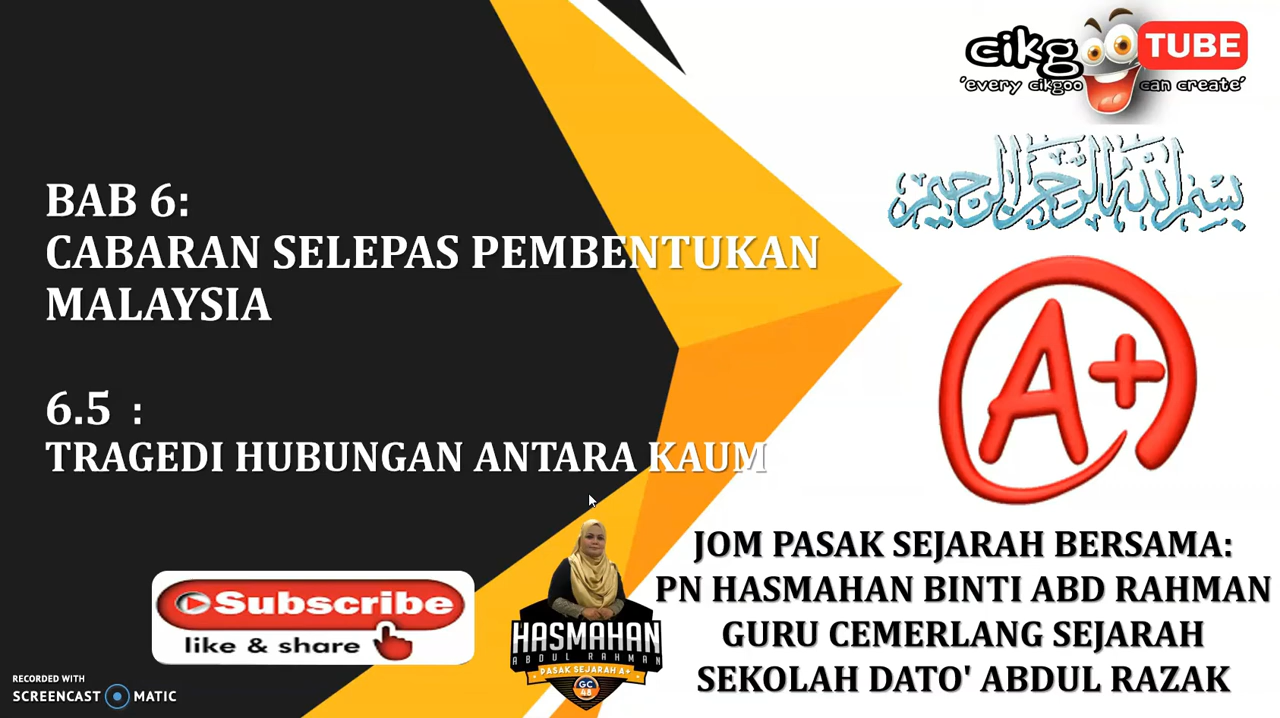 cikgoo TUBE
'every cikgoo can create'
بسم الله الرحمن الرحيم
BAB 6:
CABARAN SELEPAS PEMBENTUKAN
MALAYSIA
6.5 :
TRAGEDI HUBUNGAN ANTARA KAUM
A+
Subscribe
like & share
HASMAHAN
ABDUL RAHMAN
PASAK SEJARAH A+
GC
48
JOM PASAK SEJARAH BERSAMA:
PN HASMAHAN BINTI ABD RAHMAN
GURU CEMERLANG SEJARAH
SEKOLAH DATO' ABDUL RAZAK
RECORDED WITH
SCREENCAST MATIC